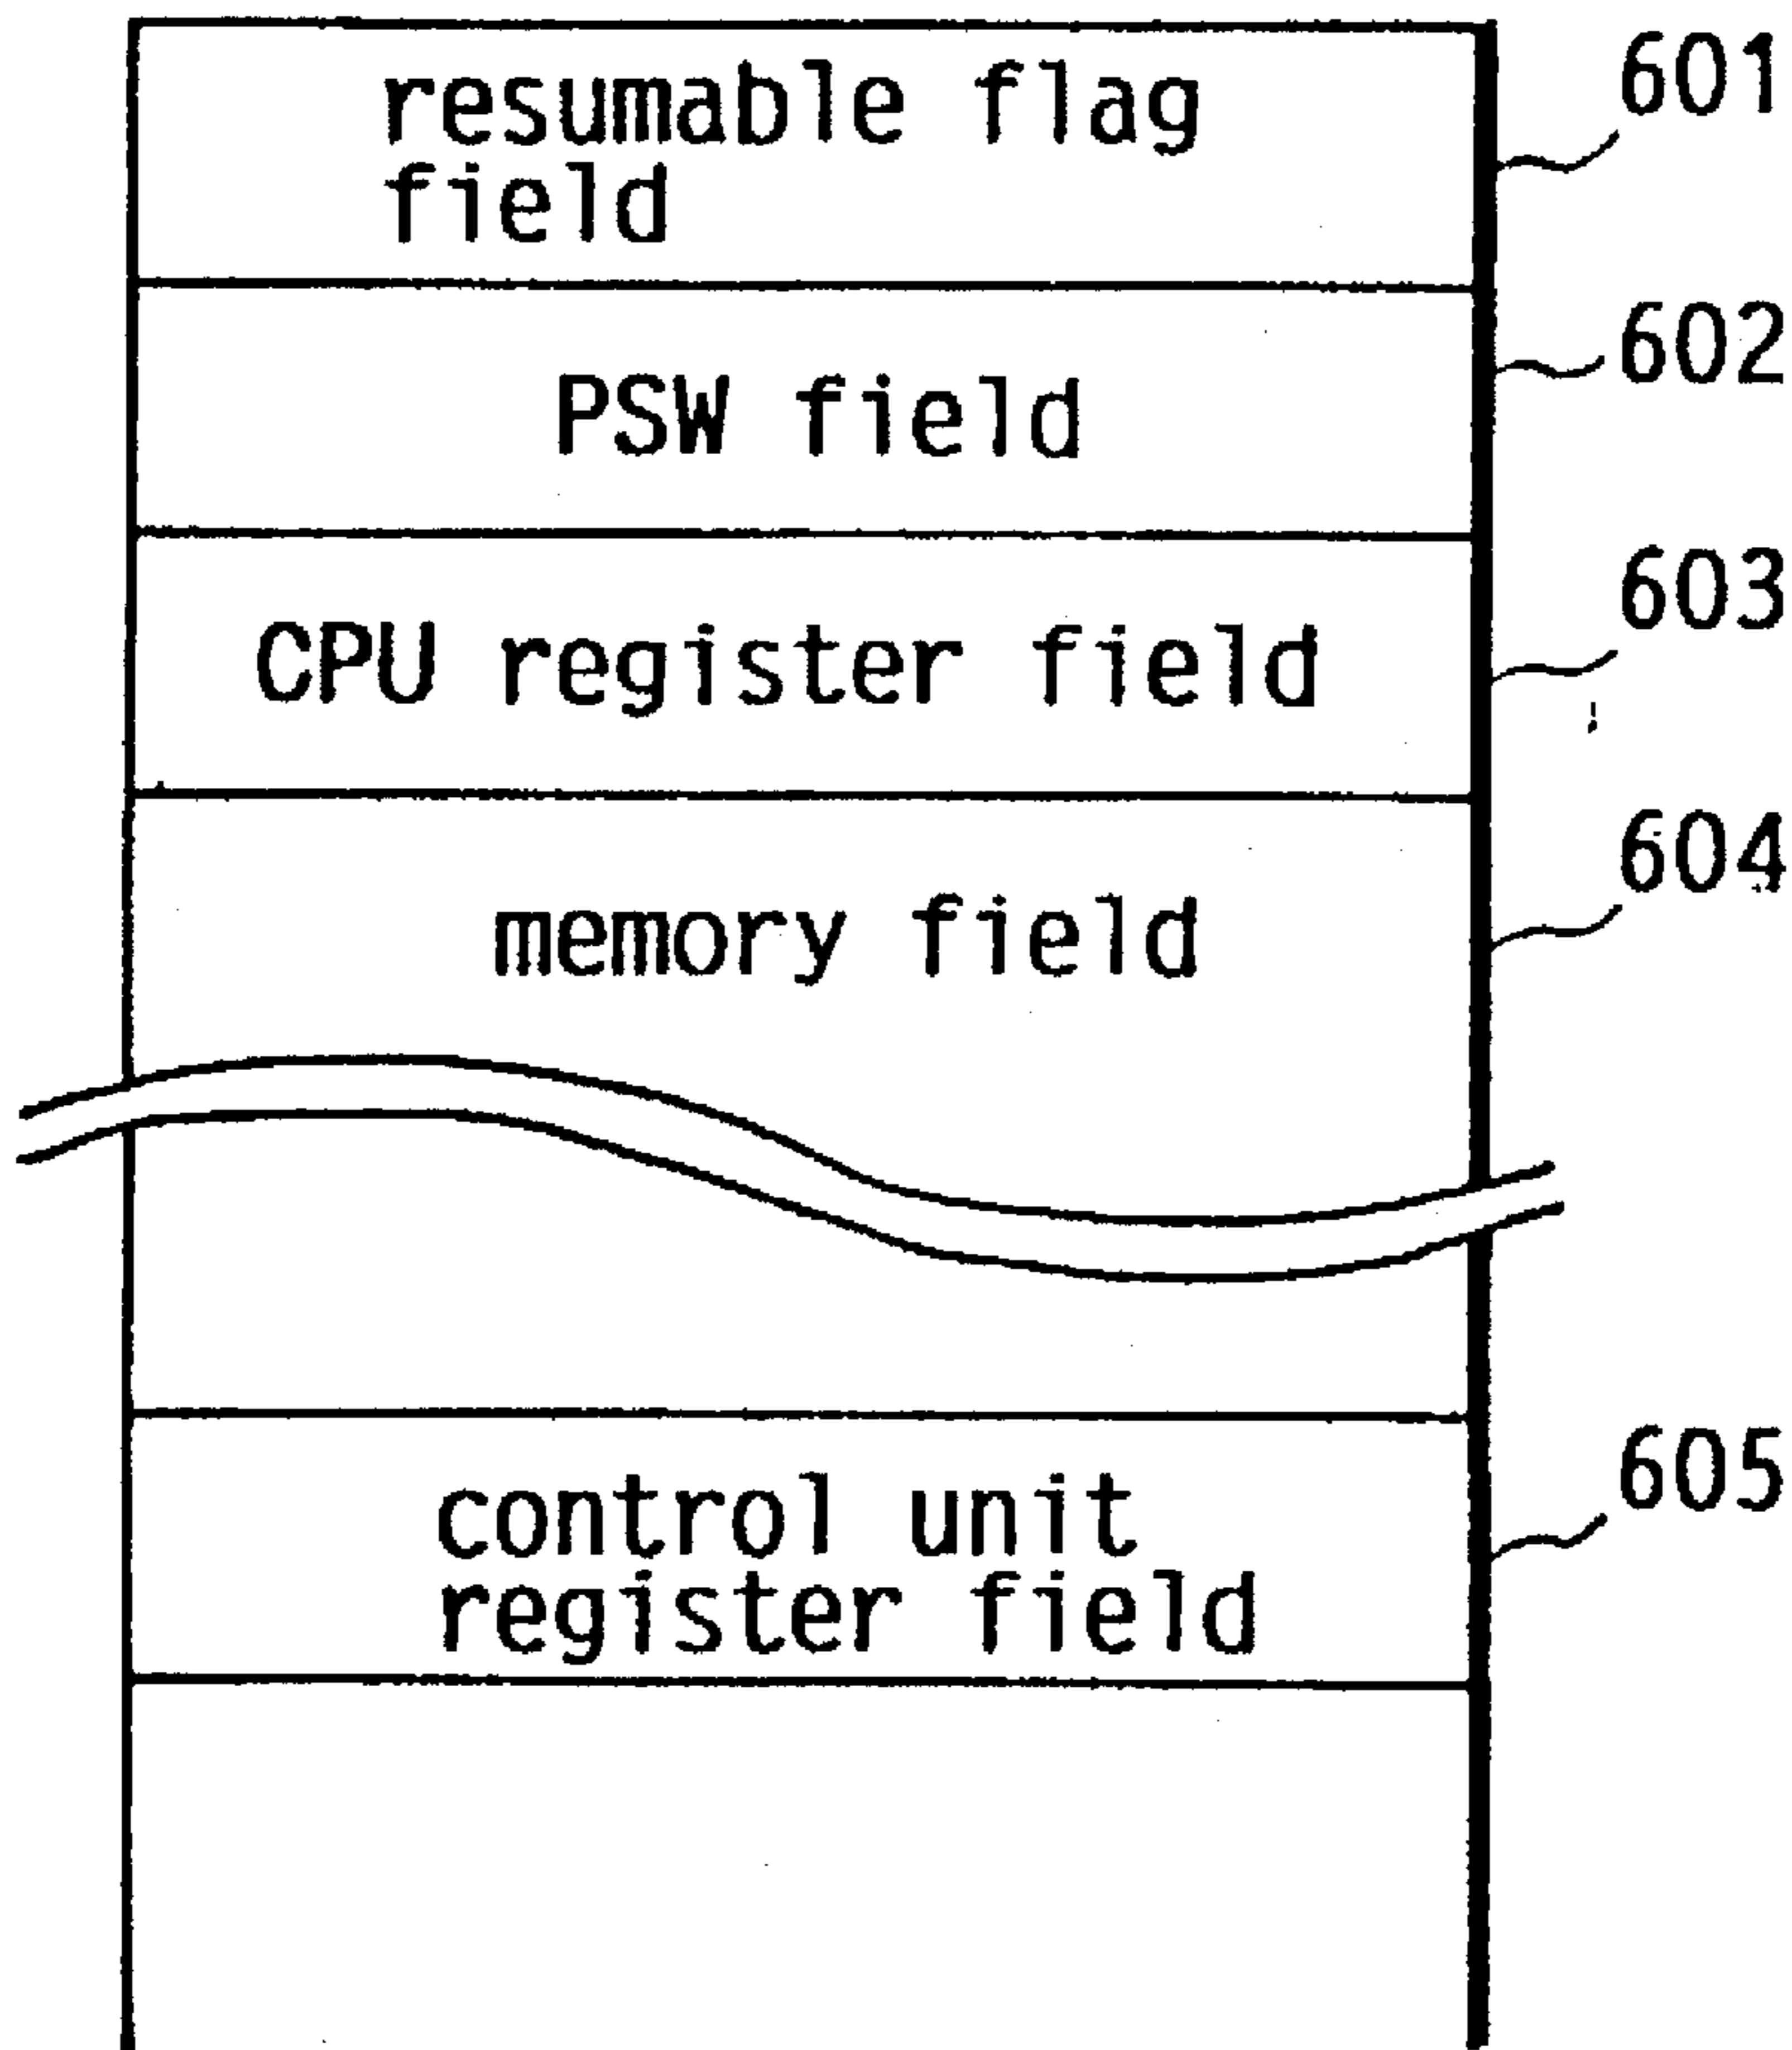 resumable flag
field
601
PSW field
602
CPU register field
603
memory field
604
control unit
register field
605